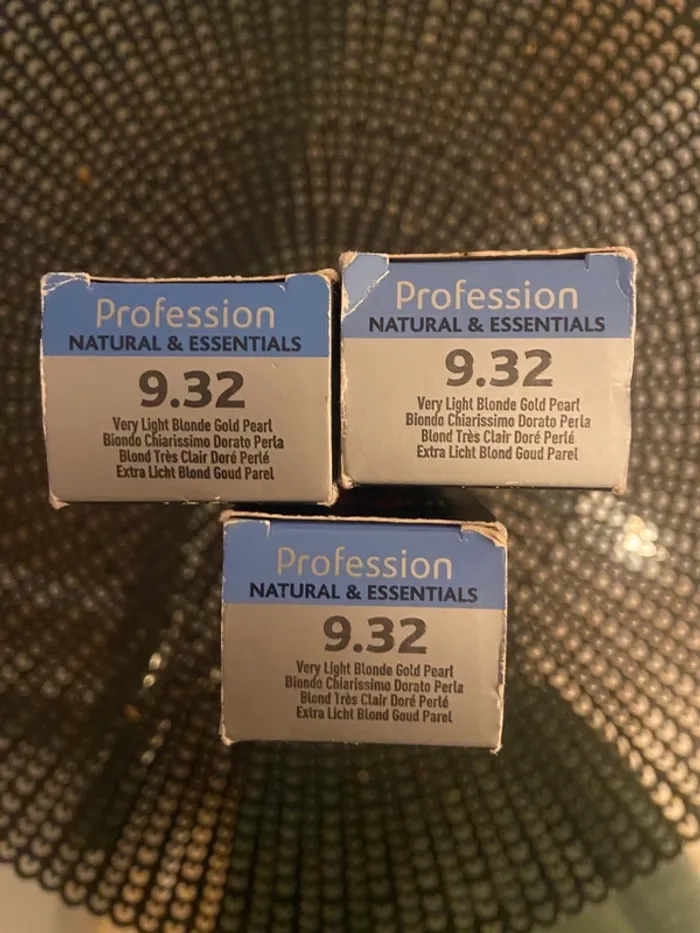 Profession
NATURAL & ESSENTIALS
9.32
Very Light Blonde Gold Pearl
Biondo Chiarissimo Dorato Perla
Blond Très Clair Doré Perlé
Extra Licht Blond Goud Parel
Profession
NATURAL & ESSENTIALS
9.32
Very Light Blonde Gold Pearl
Biondo Chiarissimo Dorato Perla
Blond Très Clair Doré Perlé
Extra Licht Blond Goud Parel
Profession
NATURAL & ESSENTIALS
9.32
Very Light Blonde Gold Pearl
Biondo Chiarissimo Dorato Perla
Blond Très Clair Doré Perlé
Extra Licht Blond Goud Parel